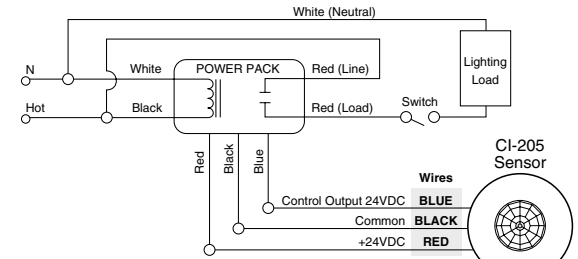 White (Neutral)
N
White
POWER PACK
Red (Line)
Lighting
Load
Hot
Black
Red (Load)
Switch
Red
Black
Blue
CI-205
Sensor
Wires
Control Output 24VDC BLUE
Common BLACK
+24VDC RED